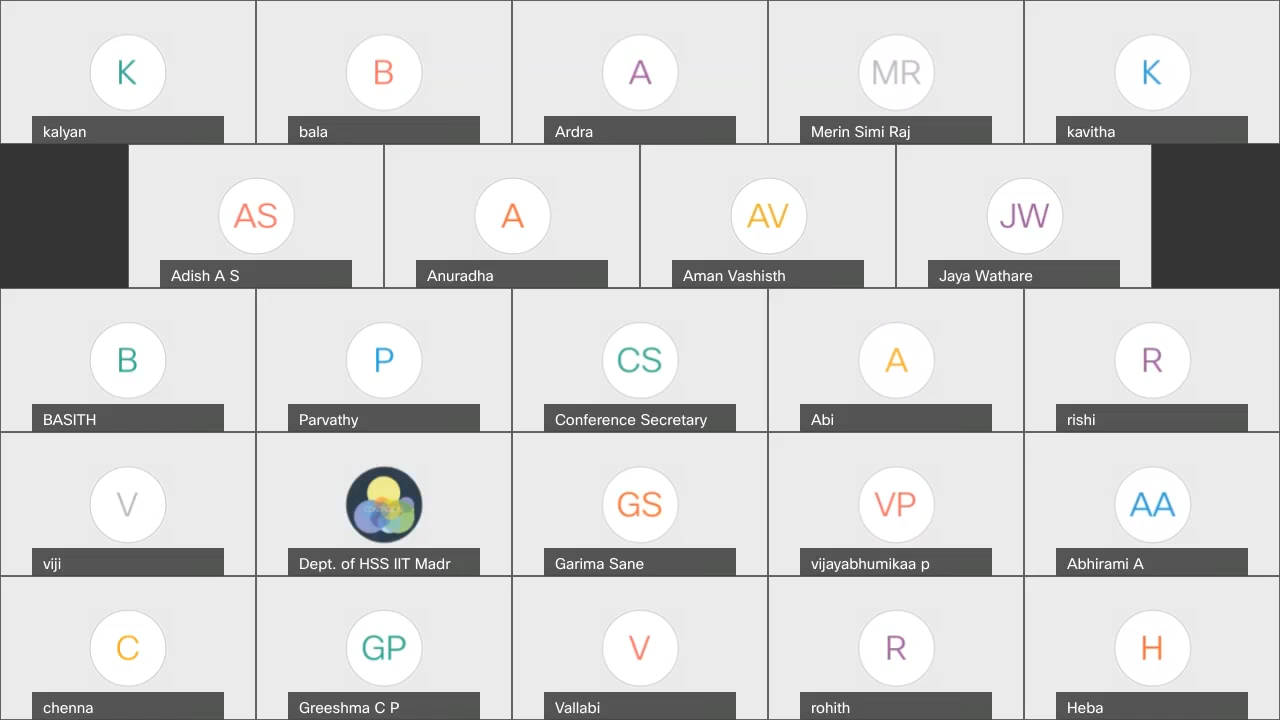 K
kalyan
B
bala
A
Ardra
MR
Merin Simi Raj
K
kavitha
AS
Adish A S
A
Anuradha
AV
Aman Vashisth
JW
Jaya Wathare
B
BASITH
P
Parvathy
CS
Conference Secretary
A
Abi
R
rishi
V
viji
Dept. of HSS IIT Madr
GS
Garima Sane
VP
vijayabhumikaa p
AA
Abhirami A
C
chenna
GP
Greeshma C P
V
Vallabi
R
rohith
H
Heba